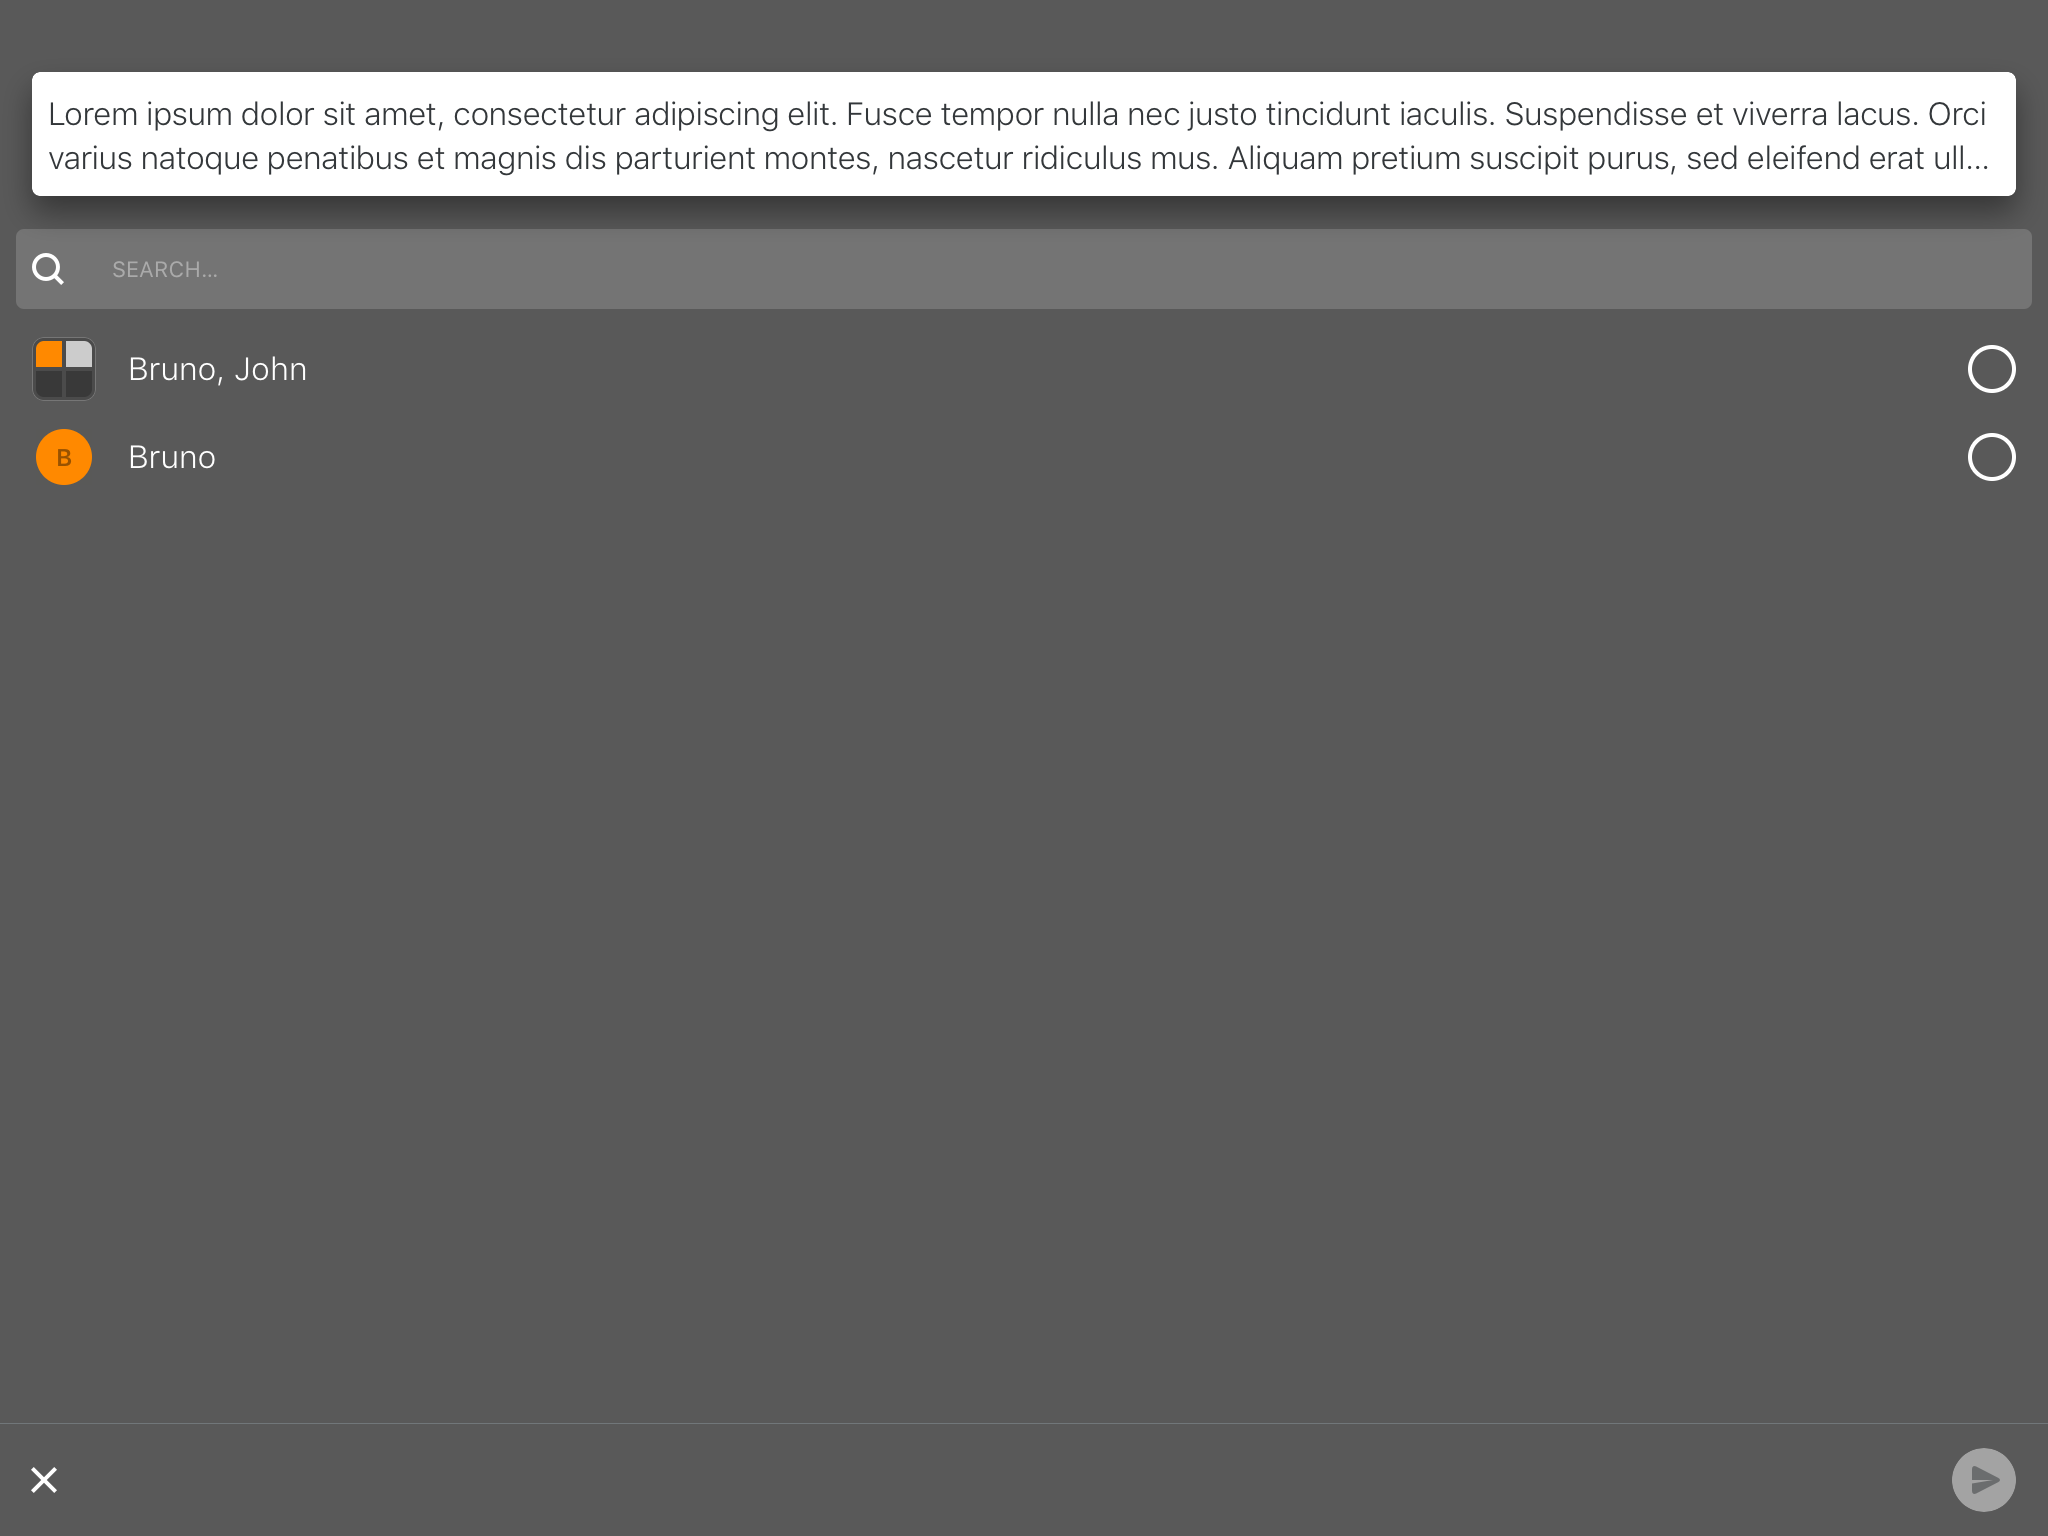 Lorem ipsum dolor sit amet, consectetur adipiscing elit. Fusce tempor nulla nec justo tincidunt iaculis. Suspendisse et viverra lacus. Orci
varius natoque penatibus et magnis dis parturient montes, nascetur ridiculus mus. Aliquam pretium suscipit purus, sed eleifend erat ull...
SEARCH...
Bruno, John
B
Bruno